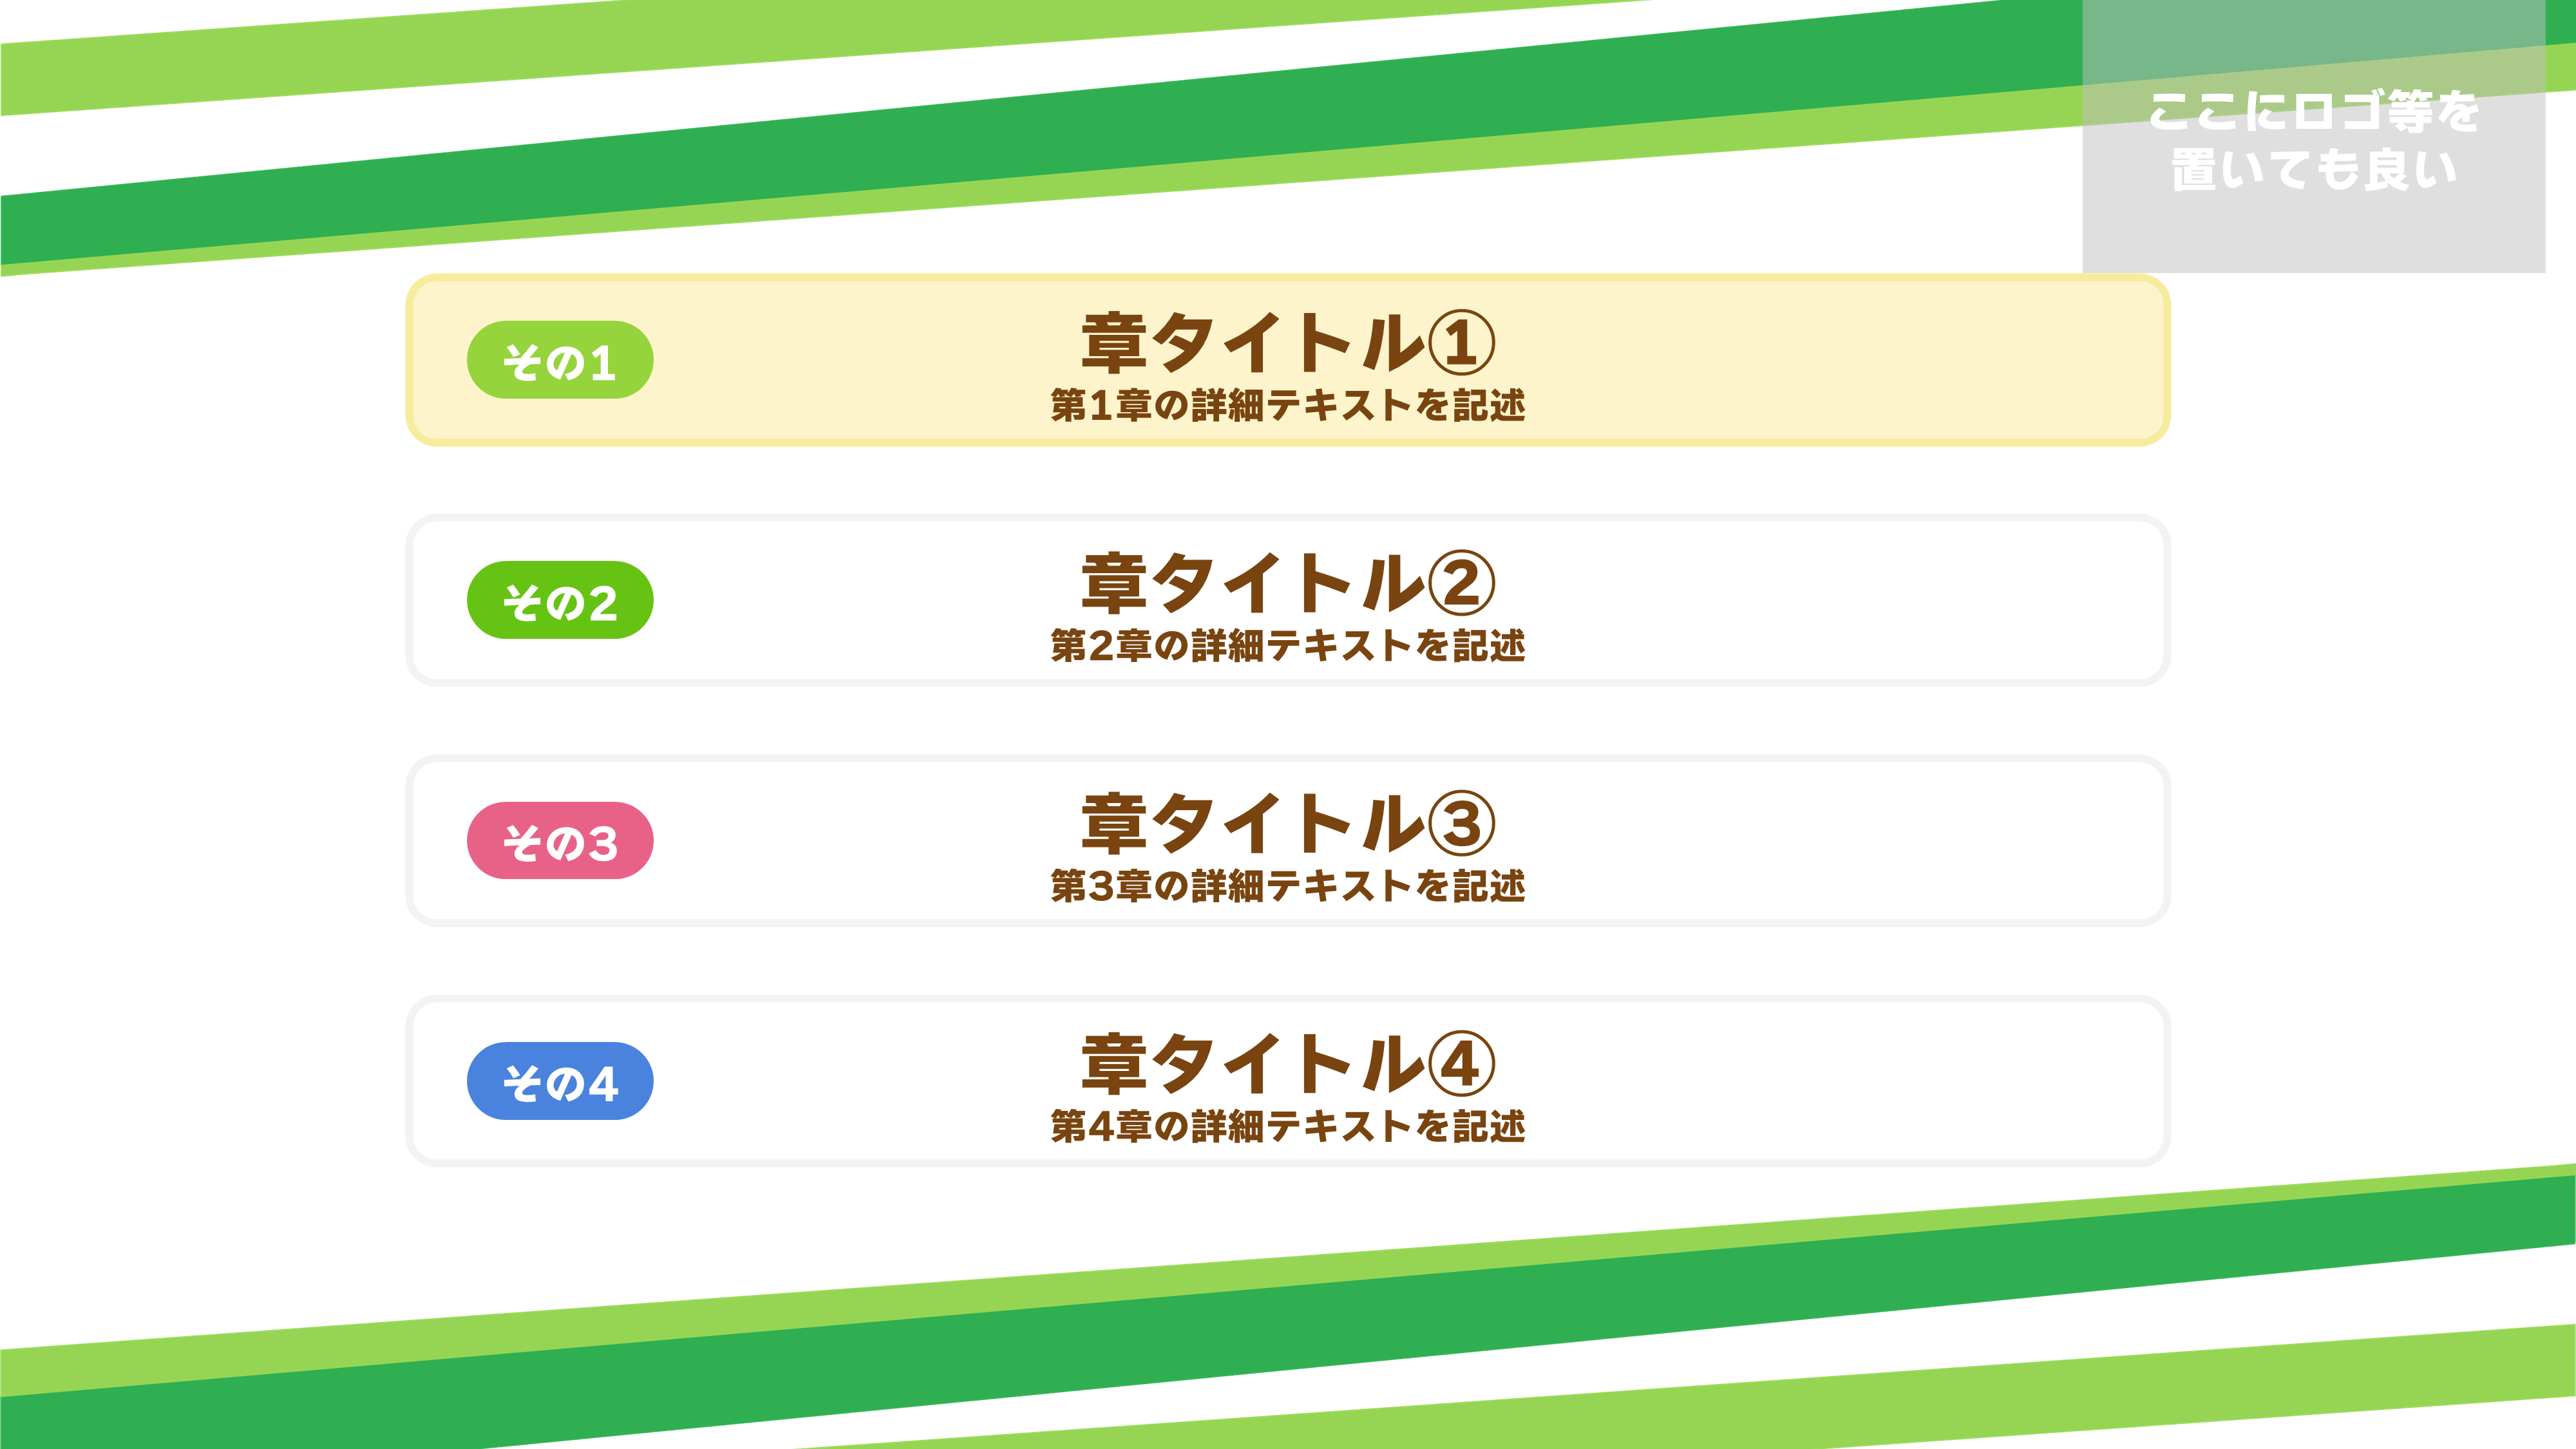 ここにロゴ等を
置いても良い
その1
章タイトル①
第1章の詳細テキストを記述
その2
章タイトル②
第2章の詳細テキストを記述
その3
章タイトル③
第3章の詳細テキストを記述
その4
章タイトル④
第4章の詳細テキストを記述